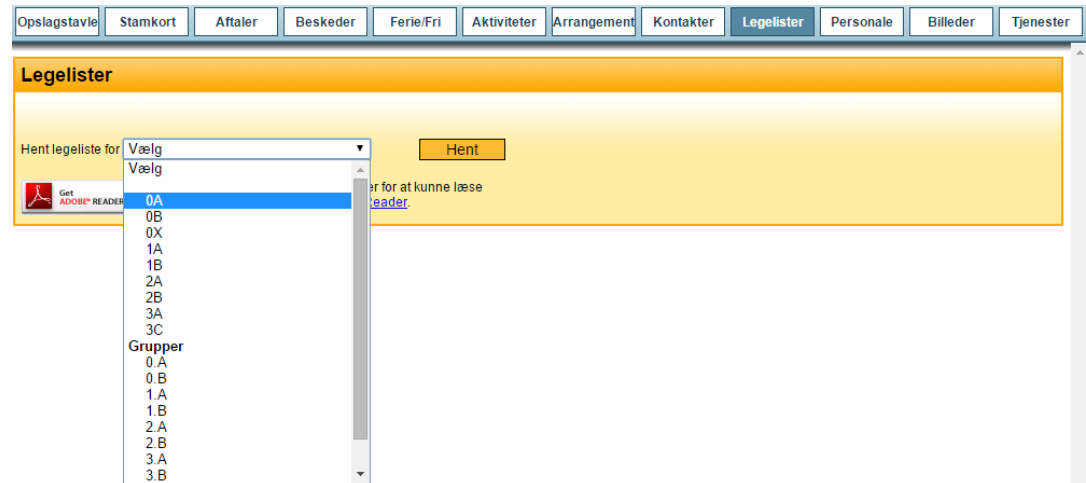 Opslagstavle Stamkort Aftaler Beskeder Ferie/Fri Aktiviteter Arrangement Kontakter Legelister Personale Billeder Tjenester
Legelister
Hent legeliste for Vælg Hent
Vælg
Get
ADOBE® READER
for at kunne læse
0A
0B
0X
1A
1B
2A
2B
3A
3C
Grupper
0.A
0.B
1.A
1.B
2.A
2.B
3.A
3.B